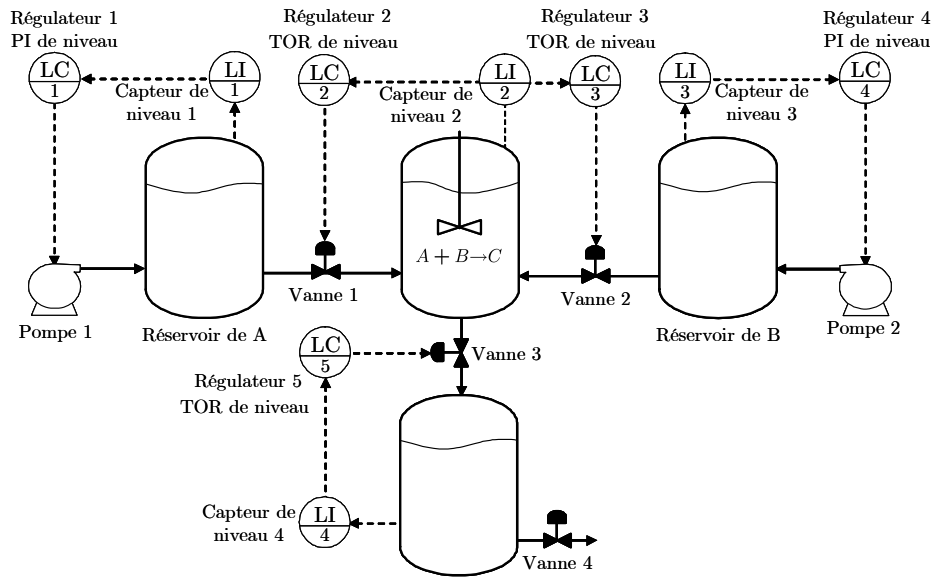 Régulateur 1
PI de niveau
Régulateur 2
TOR de niveau
Régulateur 3
TOR de niveau
Régulateur 4
PI de niveau
LC
1
LI
1
LC
2
LI
2
LC
3
LI
3
LC
4
Capteur de
niveau 1
Capteur de
niveau 2
Capteur de
niveau 3
A + B→C
Vanne 1
Vanne 2
Pompe 1
Réservoir de A
Réservoir de B
Pompe 2
LC
5
Vanne 3
Régulateur 5
TOR de niveau
Capteur de
niveau 4
LI
4
Vanne 4